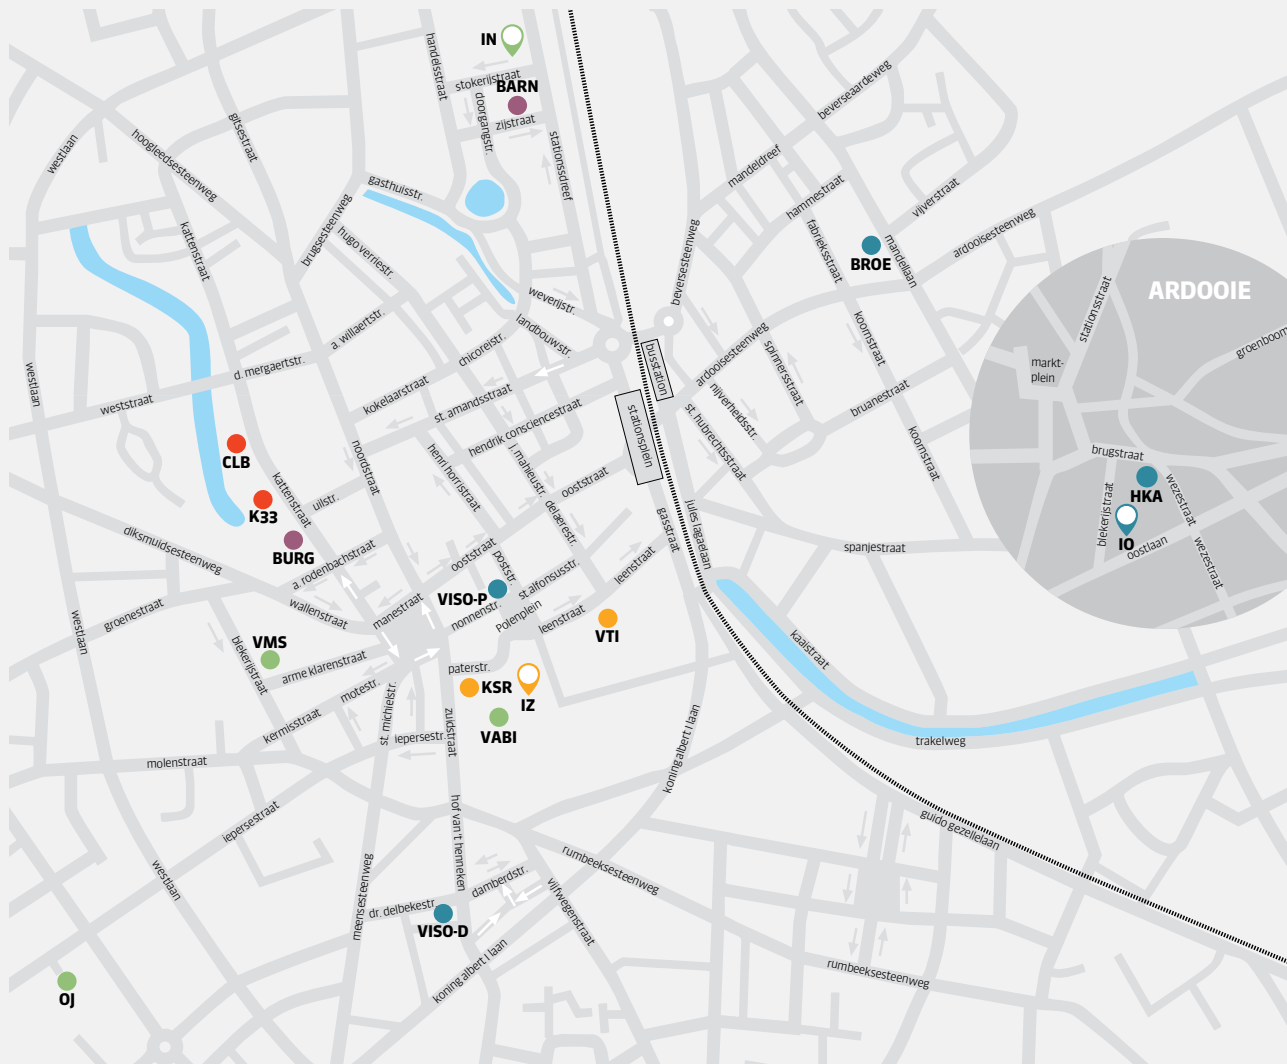 IN
handelsstraat
stokerijstraat
BARN
doorgangstr.
zijstraat
stationssdreef
beverseaardeweg
westlaan
hoogleedsesteenweg
gitsestraat
gasthuisstr.
mandeldreef
hammestraat
vijverstraat
brugsesteenweg
hugo verriestr.
kattenstraat
beversesteenweg
fabrieksstraat
BROE
mandellaan
ardooisesteenweg
ARDOOIE
stationsstraat
groenboom
markt-
plein
weverijstr.
landbouwstr.
a. willaertstr.
chicoreistr.
d. mergaertstr.
busstation
ardooisesteenweg
spinnersstraat
koornstraat
westlaan
weststraat
kokelaarstraat
st. amandsstraat
hendrik consciencestraat
stationsplein
nijverheidsstr.
st. hubrechtsstraat
bruanestraat
koornstraat
CLB
kattenstraat
noordstraat
henri horristraat
j. mahieustr.
ooststraat
delaerestr.
K33
uilstr.
BURG
brugstraat
HKA
wezestraat
blekerijstraat
IO
oostlaan
wezestraat
diksmuidsesteenweg
a. rodenbachstraat
ooststraat
poststr.
st.alfonsusstr.
leenstraat
gasstraat
jules lagaelaan
spanjestraat
groenestraat
wallenstraat
manestraat
VISO-P
nonnenstr.
Polenplein
leenstraat
VTI
westlaan
VMS
blekerijstraat
arme klarenstraat
paterstr.
KSR
IZ
VABI
kaaistraat
trakelweg
motestr.
kermisstraat
st. michielstr.
iepersestr.
zuidstraat
koning albert I laan
molenstraat
iepersestraat
hof van 't henneken
guido gezellelaan
westlaan
meensesteenweg
dr. delbekestr.
damberdstr.
rumbeeksesteenweg
vijfwegenstraat
VISO-D
koning albert I laan
rumbeeksesteenweg
OJ